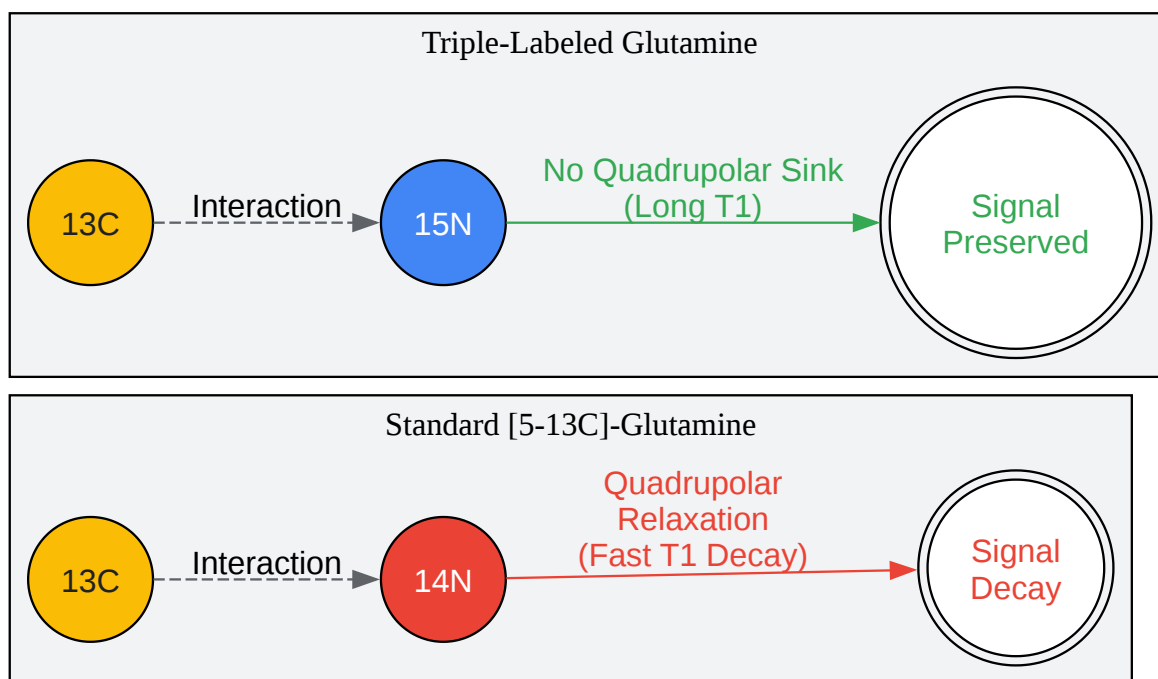 Triple-Labeled Glutamine
13C
Interaction
15N
No Quadrupolar Sink
(Long T1)
Signal
Preserved
Standard [5-13C]-Glutamine
13C
Interaction
14N
Quadrupolar
Relaxation
(Fast T1 Decay)
Signal
Decay